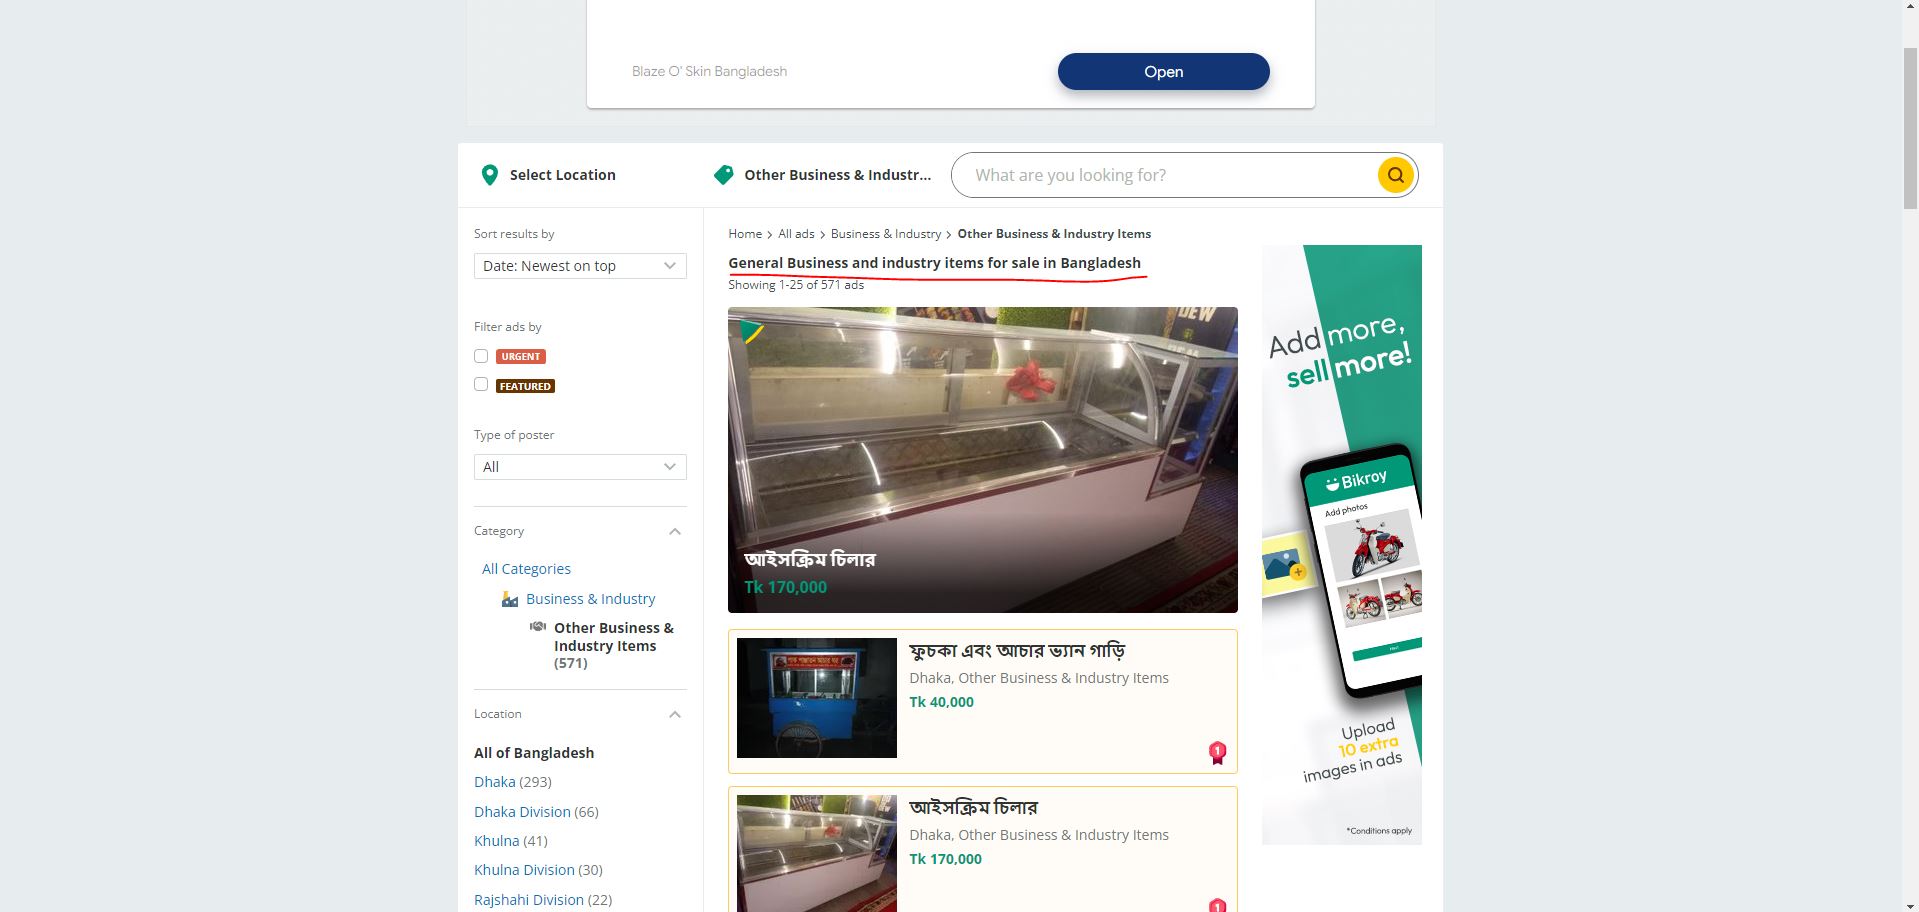 Blaze O' Skin Bangladesh
Open
Select Location
Other Business & Industr...
What are you looking for?
Sort results by
Date: Newest on top
Filter ads by
URGENT
FEATURED
Type of poster
All
Category
All Categories
Business & Industry
Other Business &
Industry Items
(571)
Location
All of Bangladesh
Dhaka (293)
Dhaka Division (66)
Khulna (41)
Khulna Division (30)
Rajshahi Division (22)
Home > All ads > Business & Industry > Other Business & Industry Items
General Business and industry items for sale in Bangladesh
Showing 1-25 of 571 ads
DEW
আইসক্রিম চিলার
Tk 170,000
ফুচকা এবং আচার ভ্যান গাড়ি
Dhaka, Other Business & Industry Items
Tk 40,000
1
আইসক্রিম চিলার
Dhaka, Other Business & Industry Items
Tk 170,000
1
Add more,
sell more!
Bikroy
Add photos
Upload
10 extra
images in ads
*Conditions apply